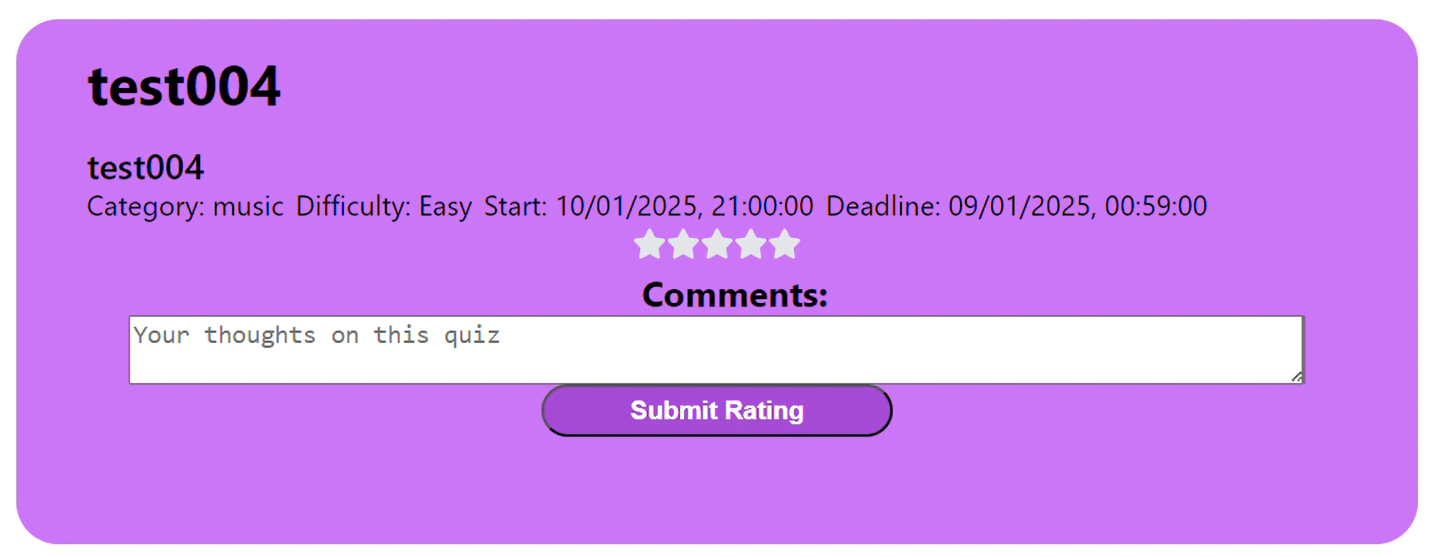 test004
test004
Category: music Difficulty: Easy Start: 10/01/2025, 21:00:00 Deadline: 09/01/2025, 00:59:00
Comments:
Your thoughts on this quiz
Submit Rating